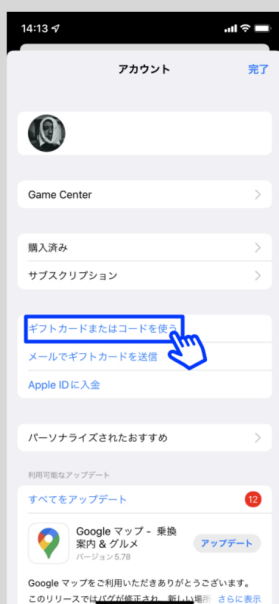 14:13
アカウント
完了
Game Center
購入済み
サブスクリプション
ギフトカードまたはコードを使う
メールでギフトカードを送信
Apple IDに入金
パーソナライズされたおすすめ
利用可能なアップデート
すべてをアップデート
12
Google マップ - 乗換
案内 & グルメ
バージョン5.79
アップデート
Google マップをご利用いただきありがとうございます。
このリリースではバグが修正され、新しい場所 さらに表示